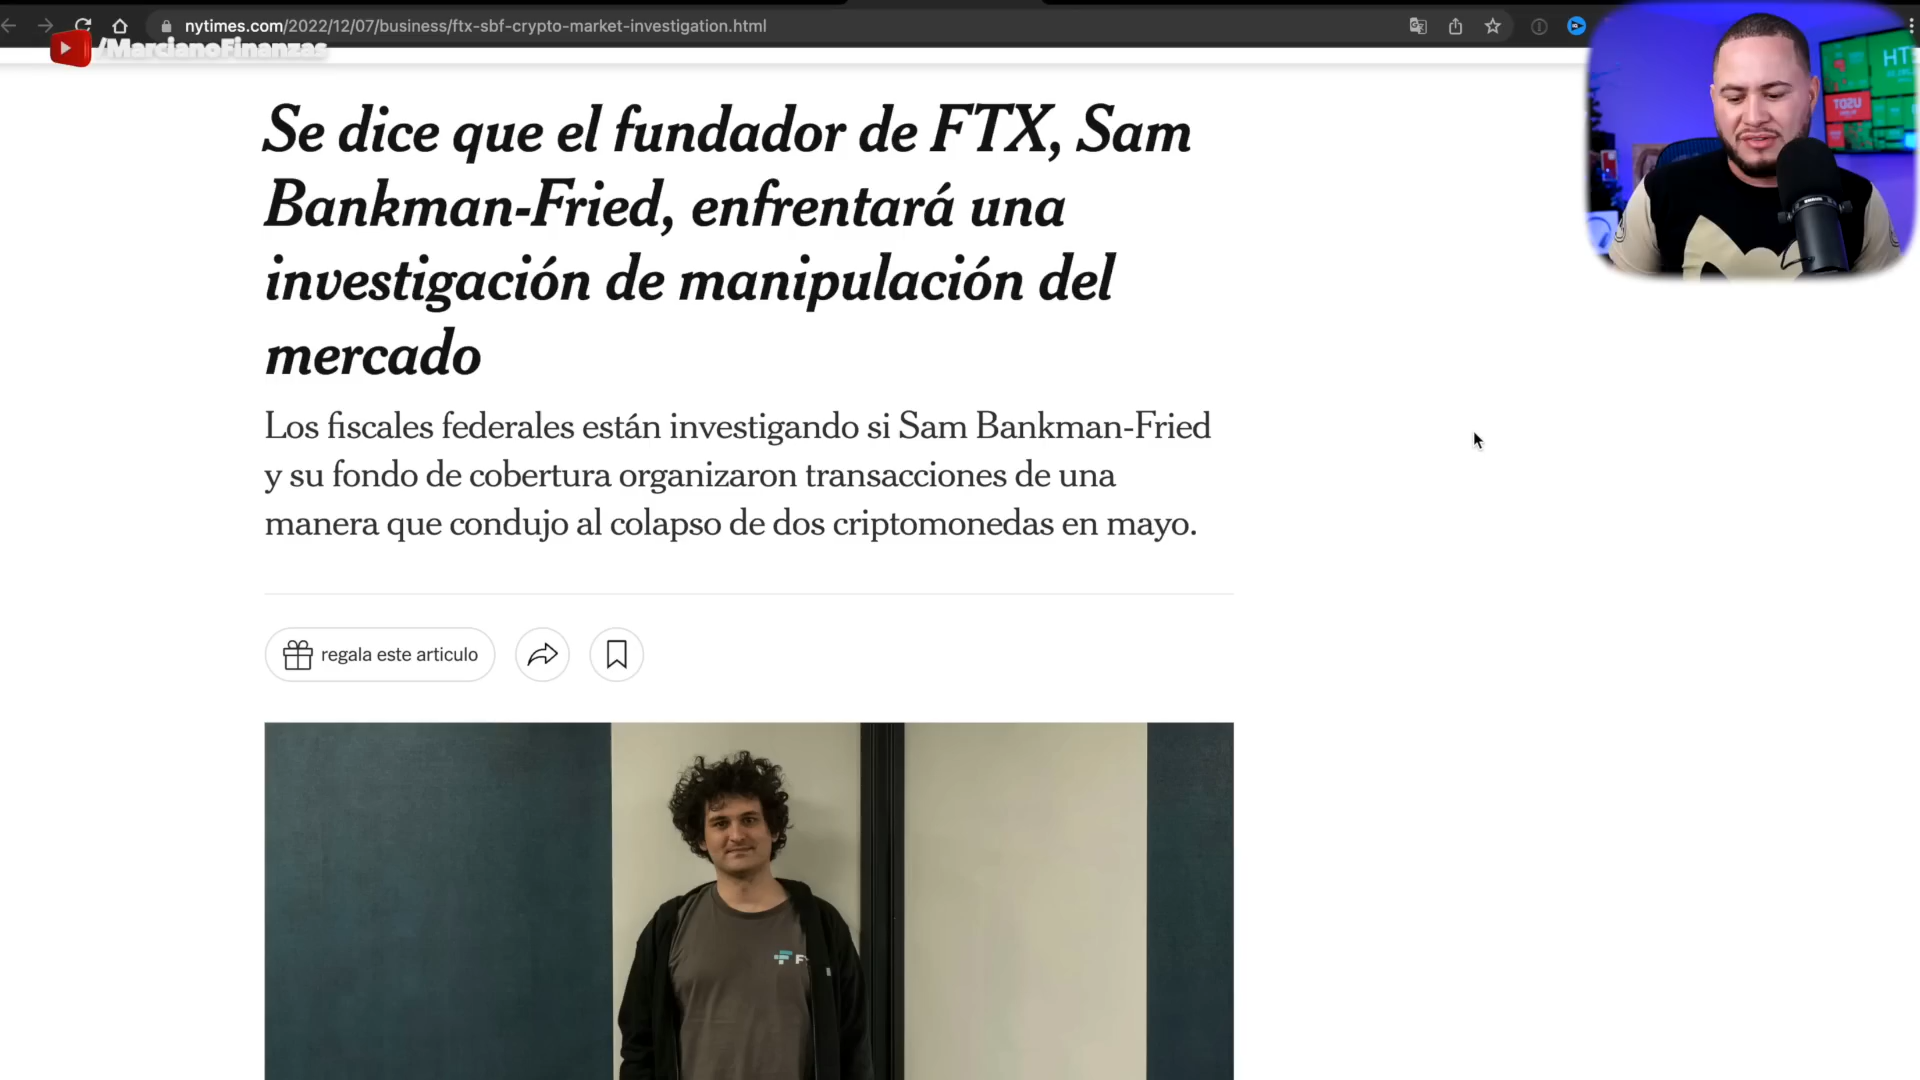 nytimes.com/2022/12/07/business/ftx-sbf-crypto-market-investigation.html
/MarcianoFinanzas
Se dice que el fundador de FTX, Sam
Bankman-Fried, enfrentará una
investigación de manipulación del
mercado
Los fiscales federales están investigando si Sam Bankman-Fried
y su fondo de cobertura organizaron transacciones de una
manera que condujo al colapso de dos criptomonedas en mayo.
regala este articulo